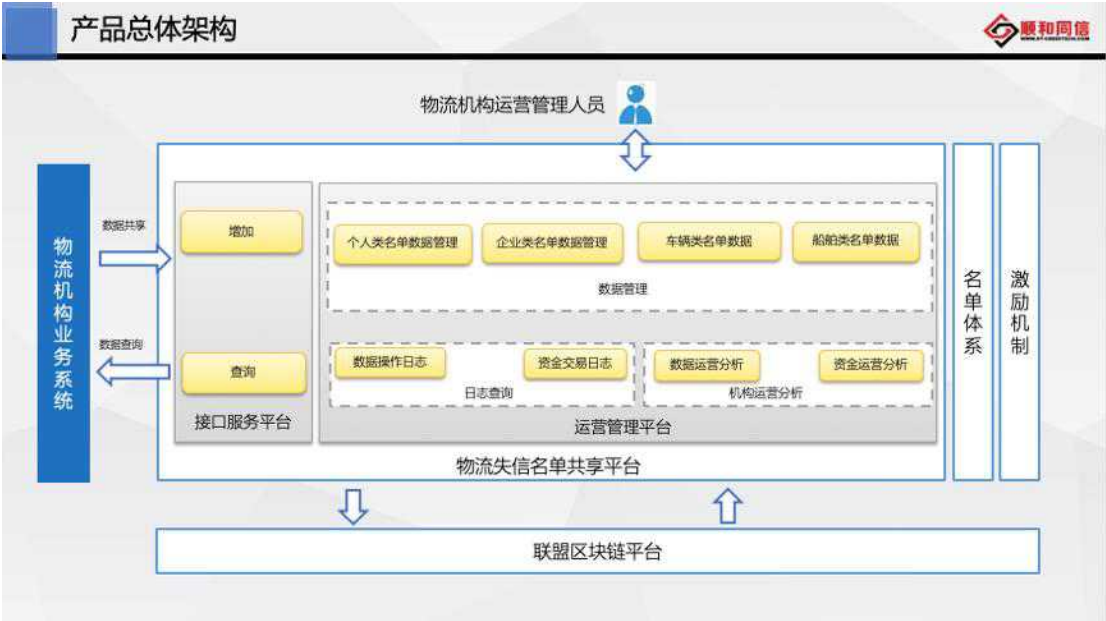 产品总体架构
顺和同信
物流机构运营管理人员
物流机构业务系统
数据共享
数据查询
增加
查询
接口服务平台
个人类名单数据管理
企业类名单数据管理
车辆类名单数据
船舶类名单数据
数据管理
数据操作日志
资金交易日志
日志查询
数据运营分析
资金运营分析
机构运营分析
运营管理平台
物流失信名单共享平台
名单体系
激励机制
联盟区块链平台